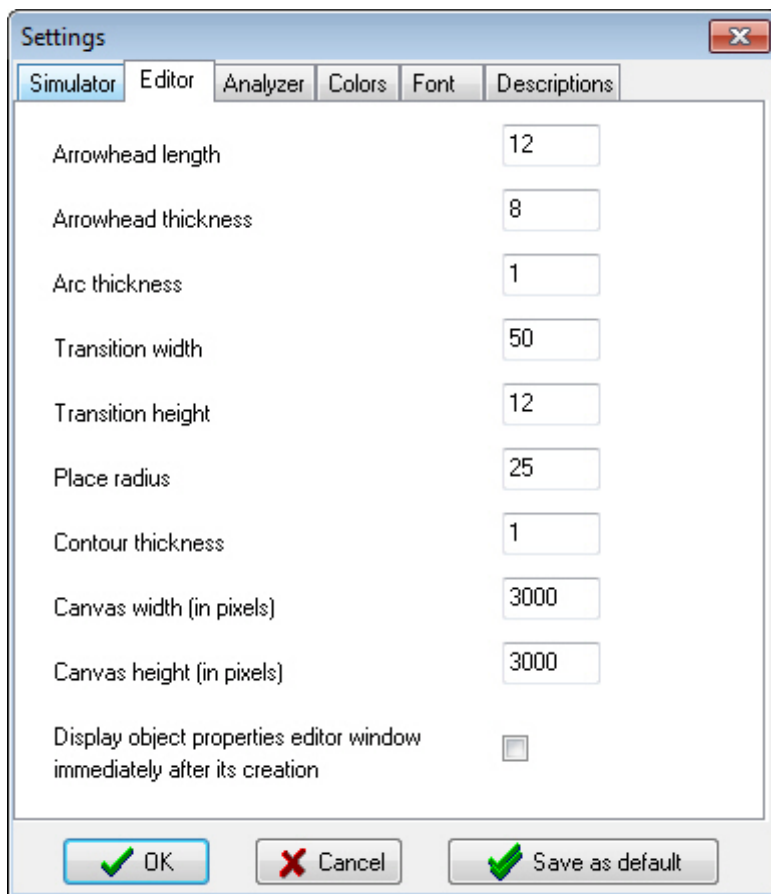 Settings
Simulator Editor Analyzer Colors Font Descriptions
Arrowhead length 12
Arrowhead thickness 8
Arc thickness 1
Transition width 50
Transition height 12
Place radius 25
Contour thickness 1
Canvas width (in pixels) 3000
Canvas height (in pixels) 3000
Display object properties editor window
immediately after its creation
OK Cancel Save as default